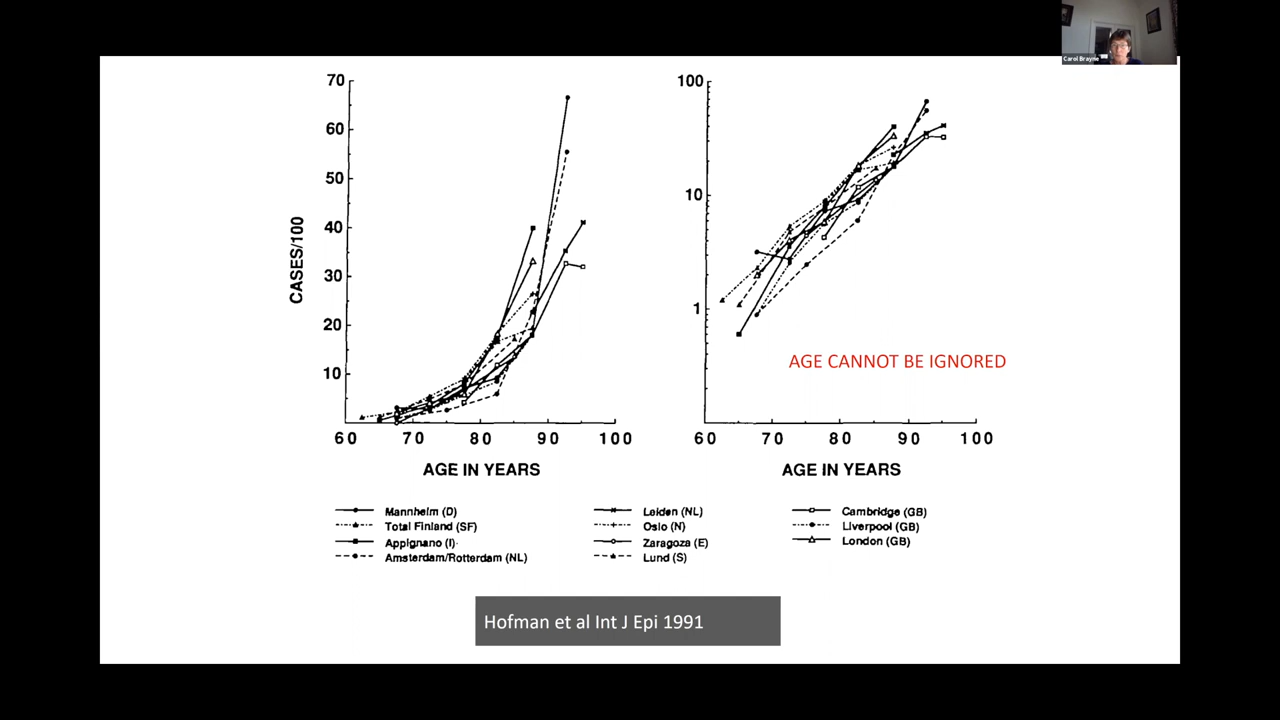 Carol Brayne
70
60
50
40
30
20
10
CASES/100
60 70 80 90 100
AGE IN YEARS
100
10
1
AGE CANNOT BE IGNORED
60 70 80 90 100
AGE IN YEARS
Mannheim (D)
Total Finland (SF)
Appignano (I)
Amsterdam/Rotterdam (NL)
Leiden (NL)
Oslo (N)
Zaragoza (E)
Lund (S)
Cambridge (GB)
Liverpool (GB)
London (GB)
Hofman et al Int J Epi 1991